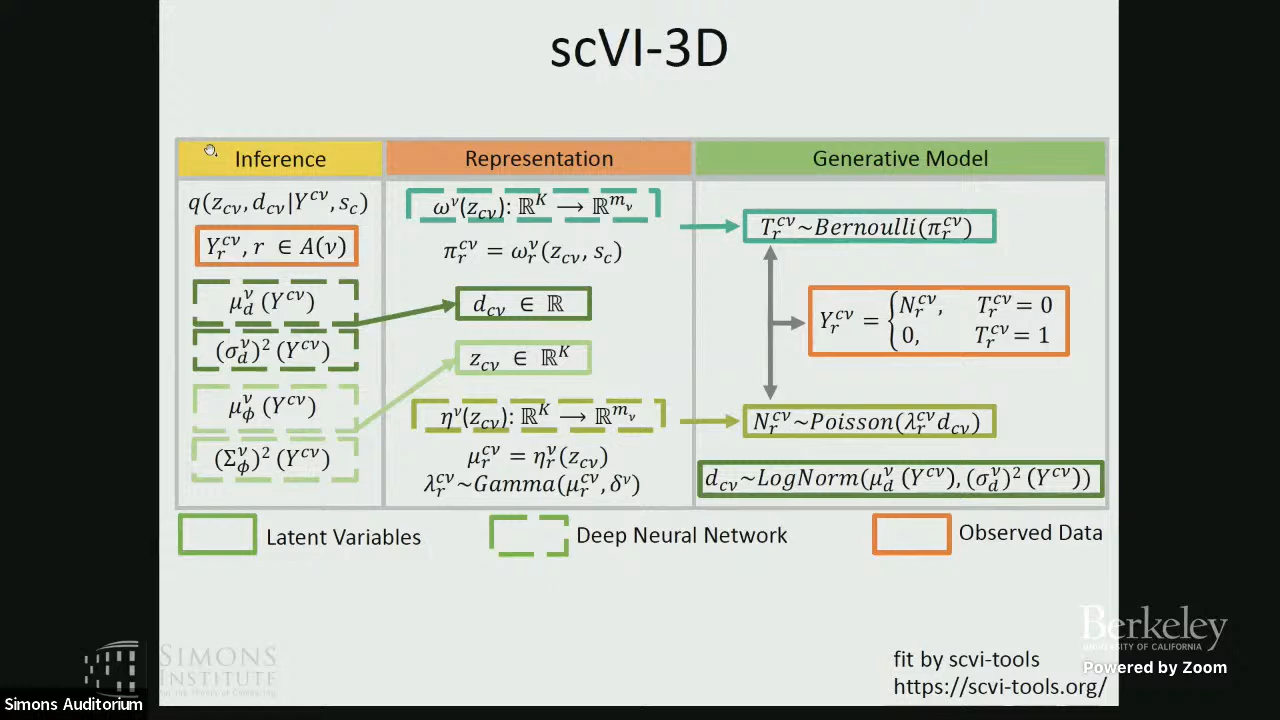 scVI-3D
Inference
Representation
Generative Model
q(z_cv, d_cv|Y^cv, s_c)
Y_r^cv, r ∈ A(ν)
μ_d^ν (Y^cv)
(σ_d^ν)^2 (Y^cv)
μ_ϕ^ν (Y^cv)
(Σ_ϕ^ν)^2 (Y^cv)
ω^ν(z_cv): ℝ^K ⟶ ℝ^m_ν
π_r^cv = ω_r^ν(z_cv, s_c)
d_cv ∈ ℝ
z_cv ∈ ℝ^K
η^ν(z_cv): ℝ^K ⟶ ℝ^m_ν
μ_r^cv = η_r^ν(z_cv)
λ_r^cv~Gamma(μ_r^cv, δ^ν)
T_r^cv~Bernoulli(π_r^cv)
Y_r^cv = { N_r^cv, T_r^cv = 0
0, T_r^cv = 1
N_r^cv~Poisson(λ_r^cv d_cv)
d_cv~LogNorm(μ_d^ν (Y^cv), (σ_d^ν)^2 (Y^cv))
Latent Variables
Deep Neural Network
Observed Data
fit by scvi-tools
https://scvi-tools.org/
SIMONS
INSTITUTE
Berkeley
UNIVERSITY OF CALIFORNIA
Powered by Zoom
Simons Auditorium